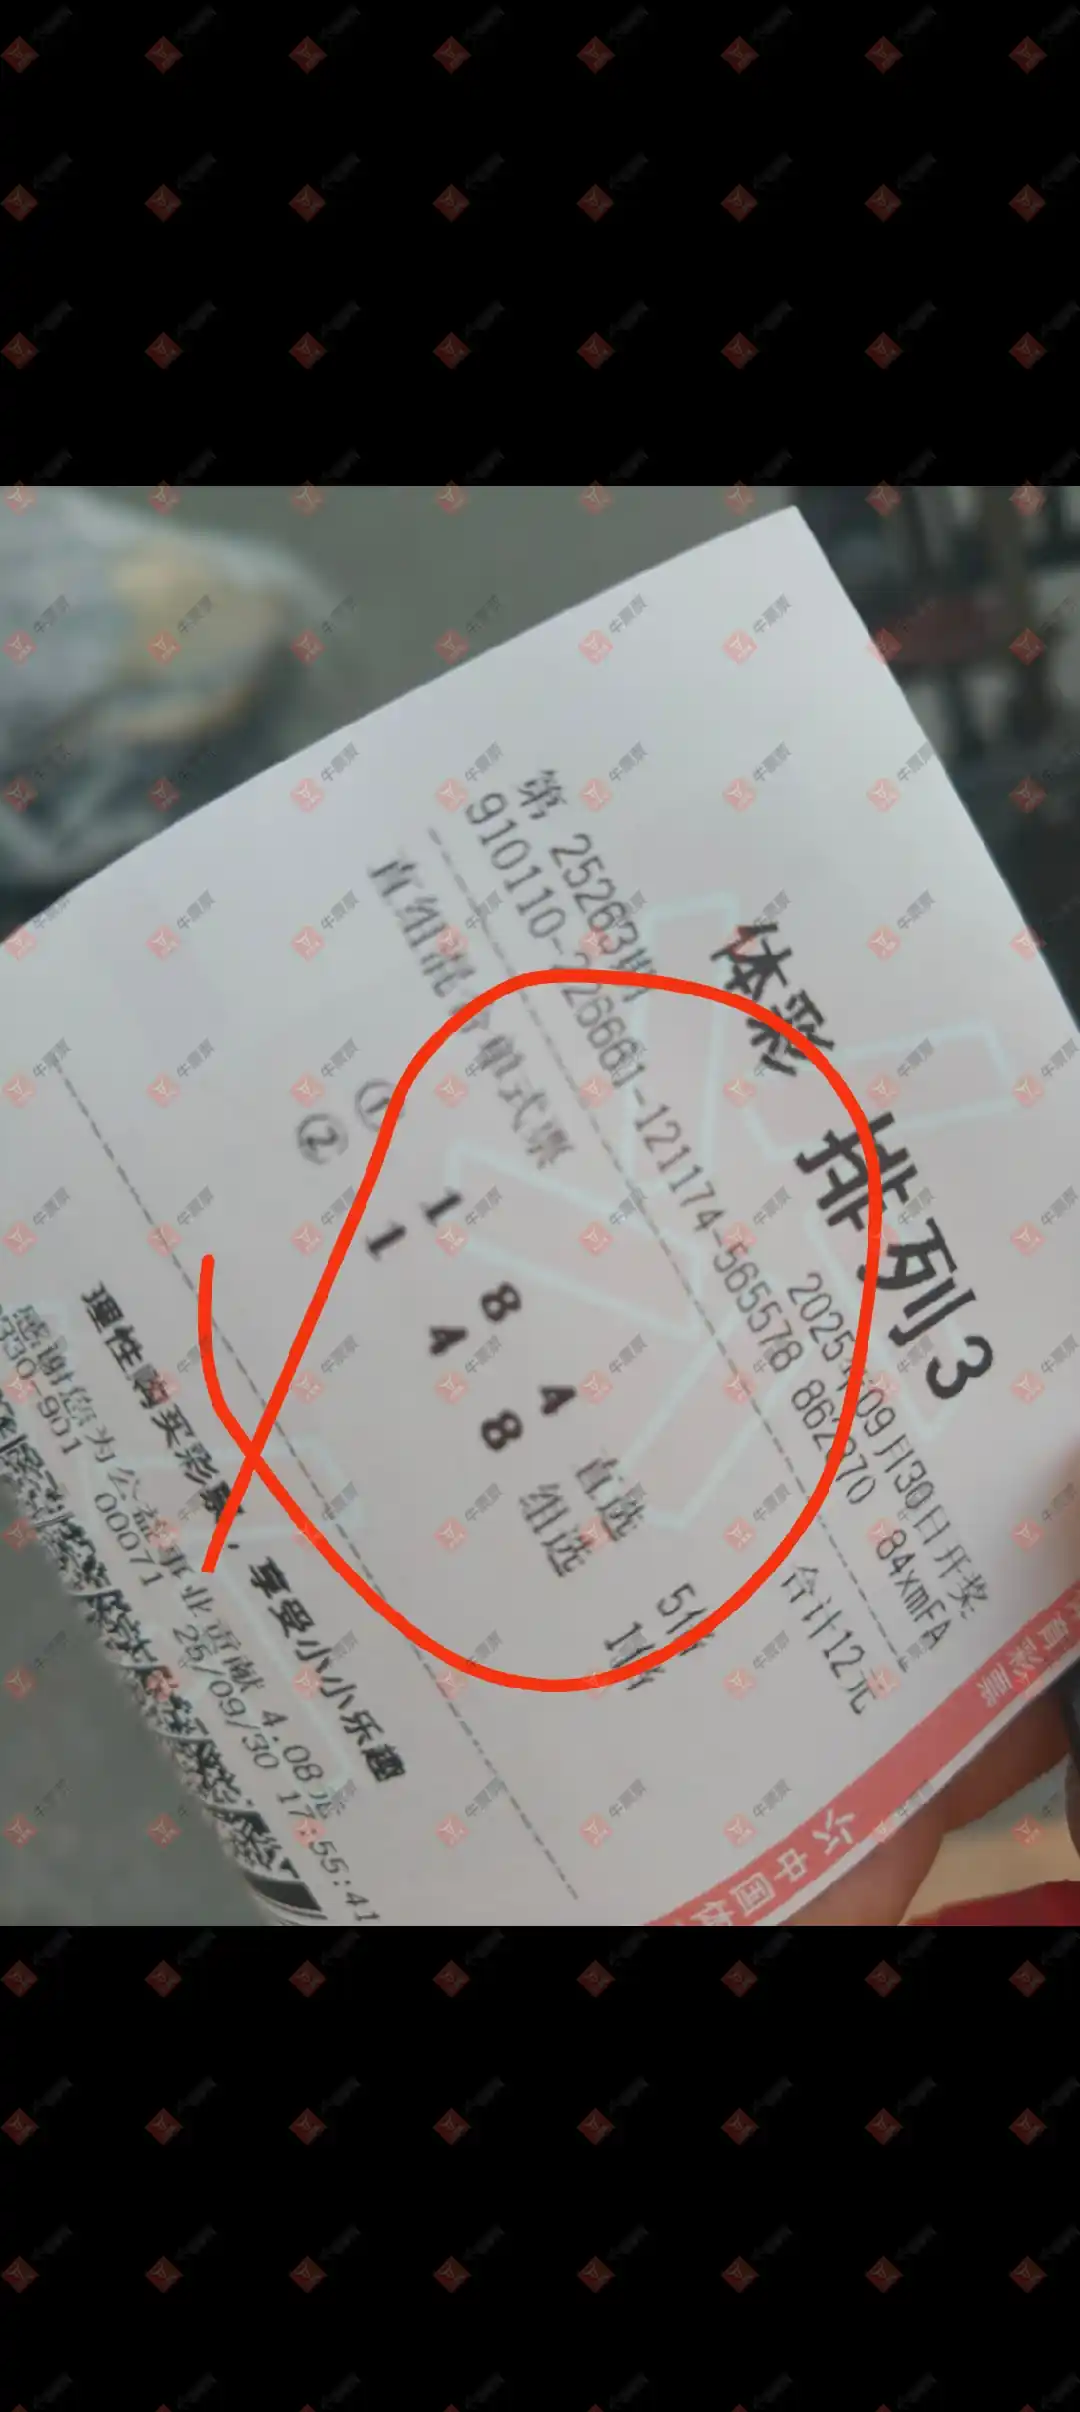 体彩 排列3
第 25263期 2025年09月30日开奖
910110-226661-121174-565578 862270 84xmFA
直组混合单式票 合计12元
① 1 8 4 直选 5倍
② 1 4 8 组选 1倍
理性购买彩票，享受小小乐趣
感谢您为公益事业贡献 4.08元
330-901 00071 25/09/30 17:55:41
中国体
牛票票